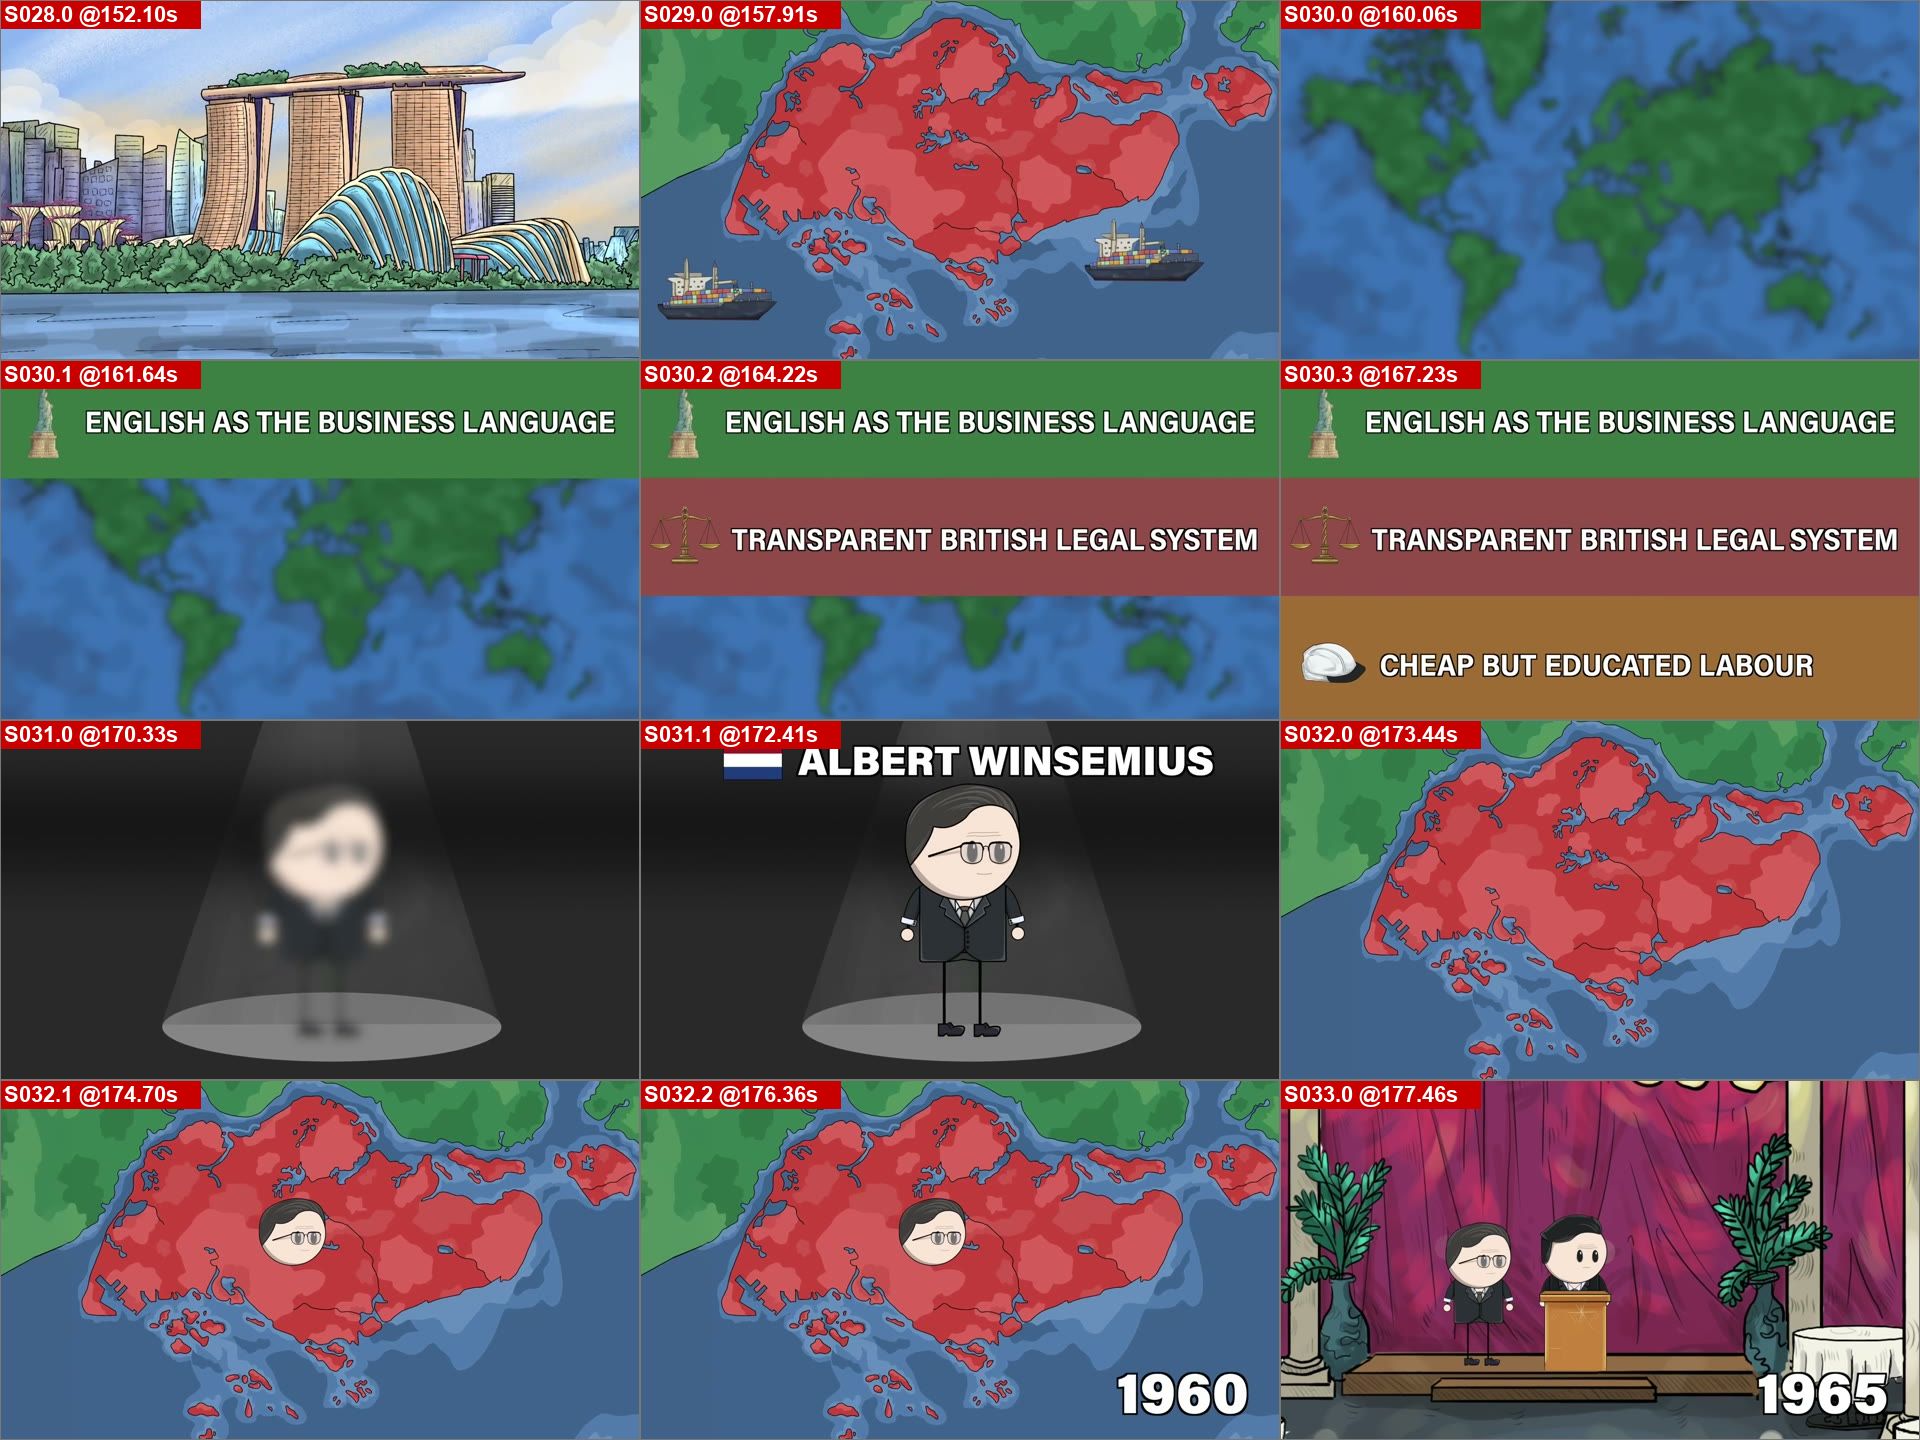 S028.0 @152.10s
S029.0 @157.91s
S030.0 @160.06s
S030.1 @161.64s
ENGLISH AS THE BUSINESS LANGUAGE
S030.2 @164.22s
ENGLISH AS THE BUSINESS LANGUAGE
TRANSPARENT BRITISH LEGAL SYSTEM
S030.3 @167.23s
ENGLISH AS THE BUSINESS LANGUAGE
TRANSPARENT BRITISH LEGAL SYSTEM
CHEAP BUT EDUCATED LABOUR
S031.0 @170.33s
S031.1 @172.41s
ALBERT WINSEMIUS
S032.0 @173.44s
S032.1 @174.70s
S032.2 @176.36s
1960
S033.0 @177.46s
1965